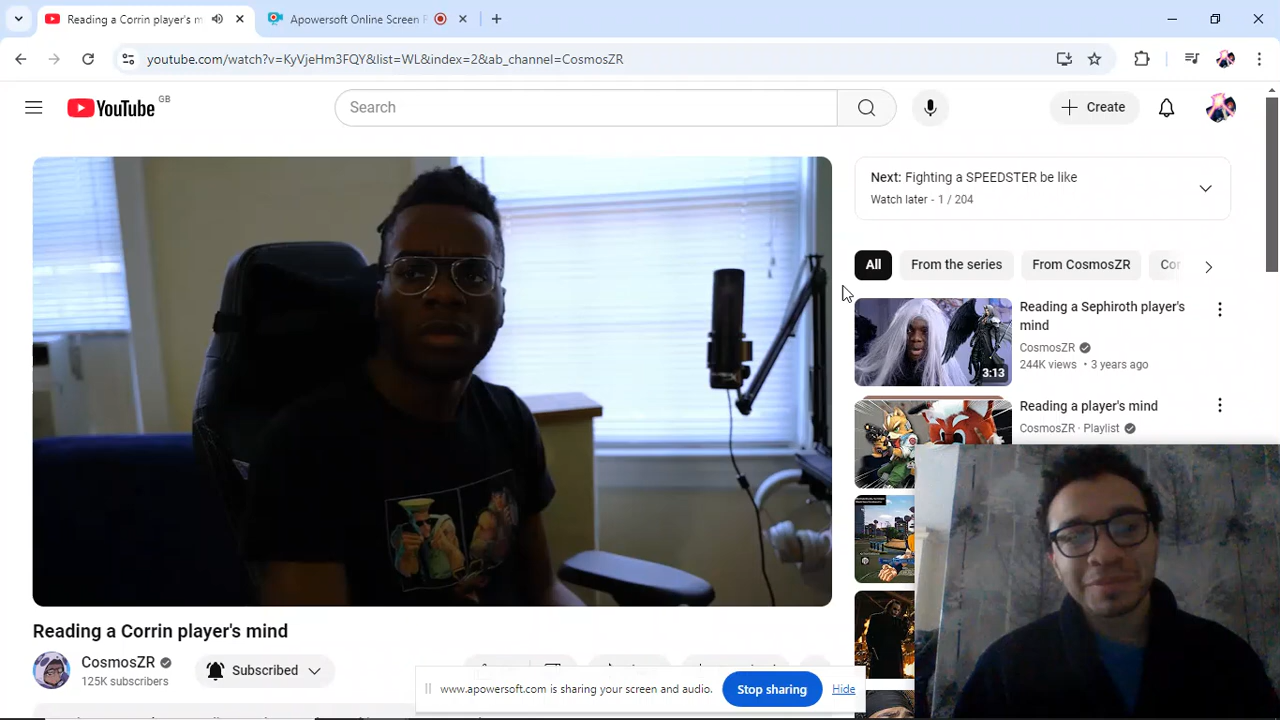 Reading a Corrin player's m
Apowersoft Online Screen R
youtube.com/watch?v=KyVjeHm3FQY&list=WL&index=2&ab_channel=CosmosZR
YouTube GB
Search
Create
Next: Fighting a SPEEDSTER be like
Watch later - 1 / 204
All
From the series
From CosmosZR
Cor
Reading a Sephiroth player's
mind
CosmosZR
244K views • 3 years ago
3:13
Reading a player's mind
CosmosZR · Playlist
Reading a Corrin player's mind
CosmosZR
125K subscribers
Subscribed
www.apowersoft.com is sharing your screen and audio.
Stop sharing
Hide